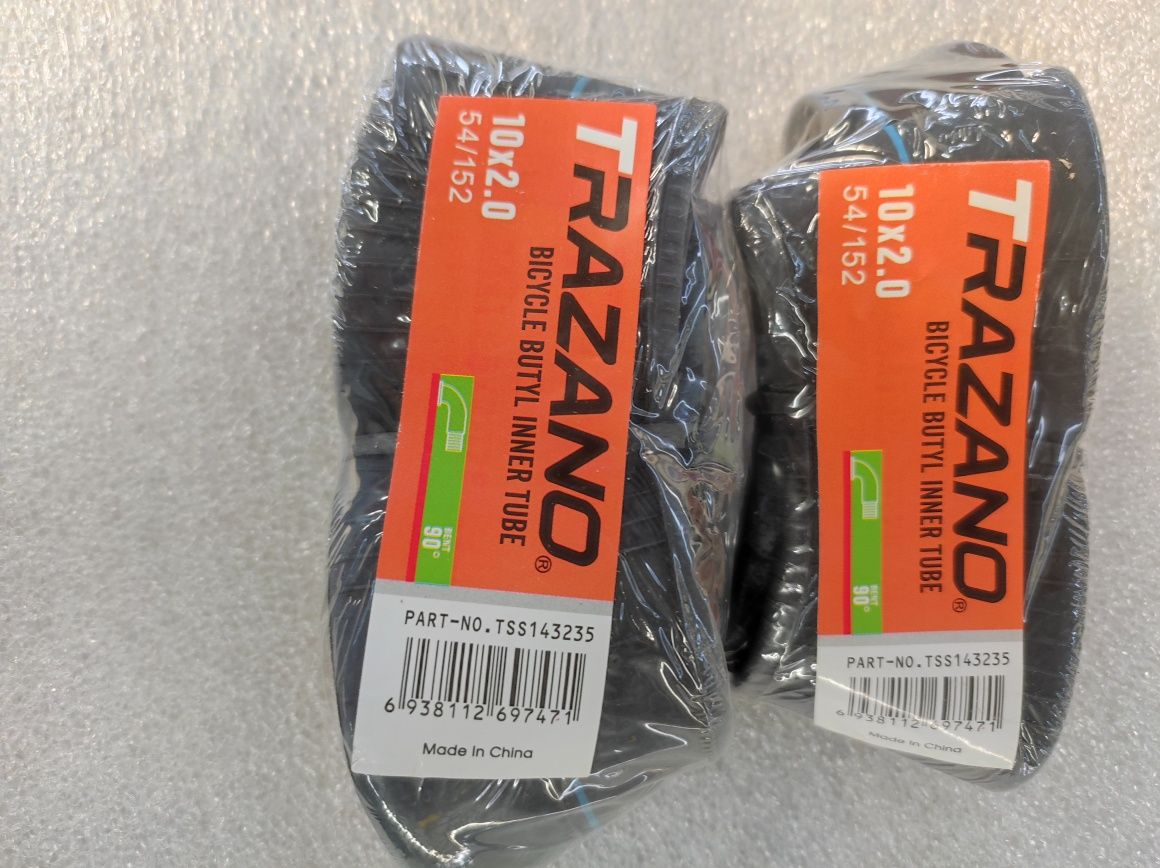 TRAZANO®
BICYCLE BUTYL INNER TUBE
10x2.0
54/152
BENT
90°
PART-NO.TSS143235
6 938112 697471
Made in China
TRAZANO®
BICYCLE BUTYL INNER TUBE
10x2.0
54/152
BENT
90°
PART-NO.TSS143235
6 938112 697471
Made in China